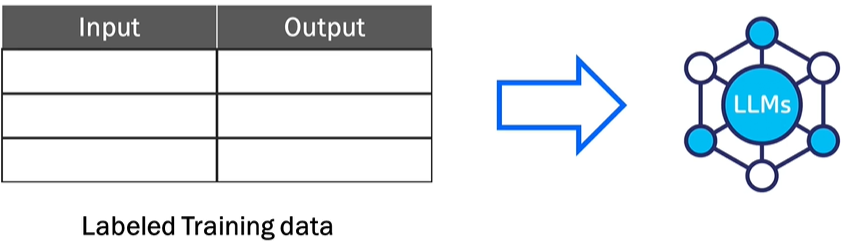 Input Output
LLMs
Labeled Training data